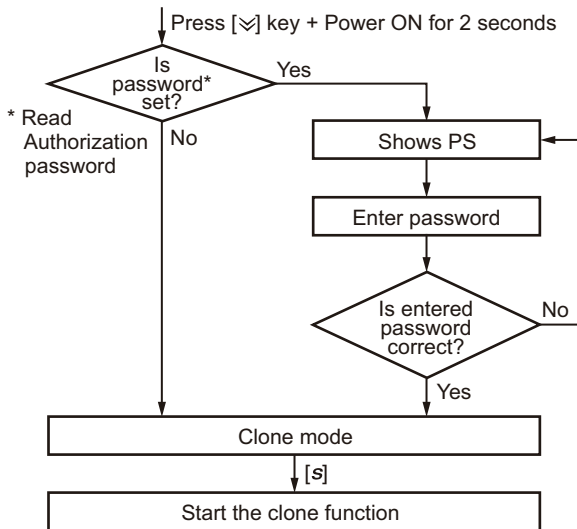 Press [≫] key + Power ON for 2 seconds
Is
password*
set?
Yes
* Read
Authorization
password
No
Shows PS
Enter password
Is entered
password
correct?
No
Yes
Clone mode
[s]
Start the clone function